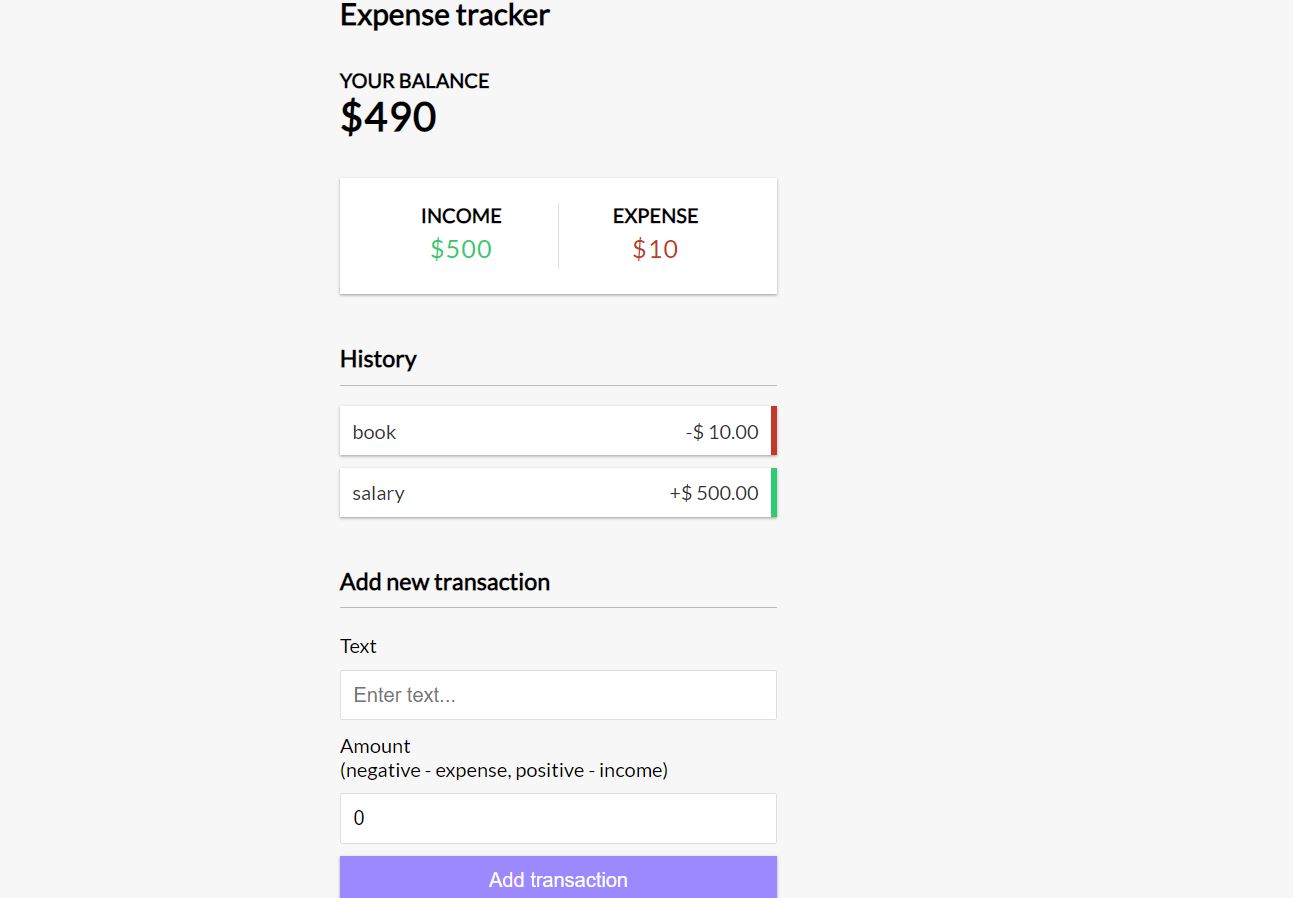 Expense tracker
YOUR BALANCE
$490
INCOME
$500
EXPENSE
$10
History
book -$ 10.00
salary +$ 500.00
Add new transaction
Text
Enter text...
Amount
(negative - expense, positive - income)
0
Add transaction